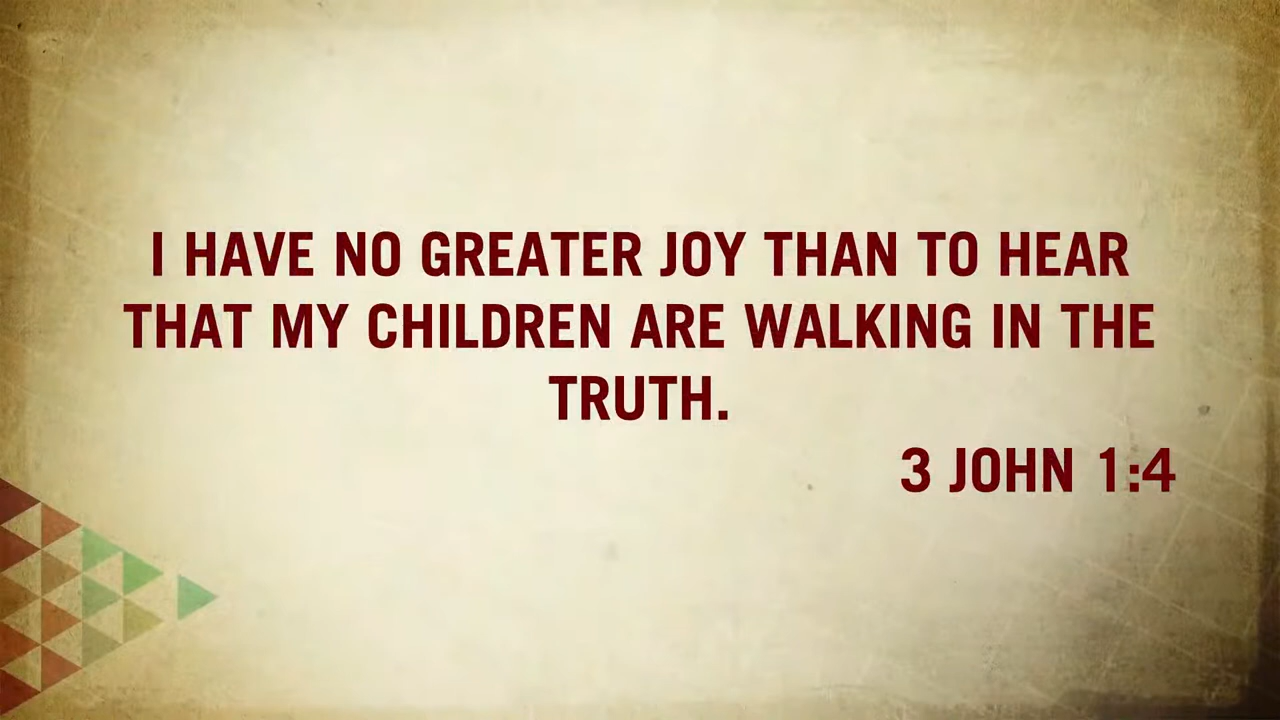 I HAVE NO GREATER JOY THAN TO HEAR
THAT MY CHILDREN ARE WALKING IN THE
TRUTH.
3 JOHN 1:4